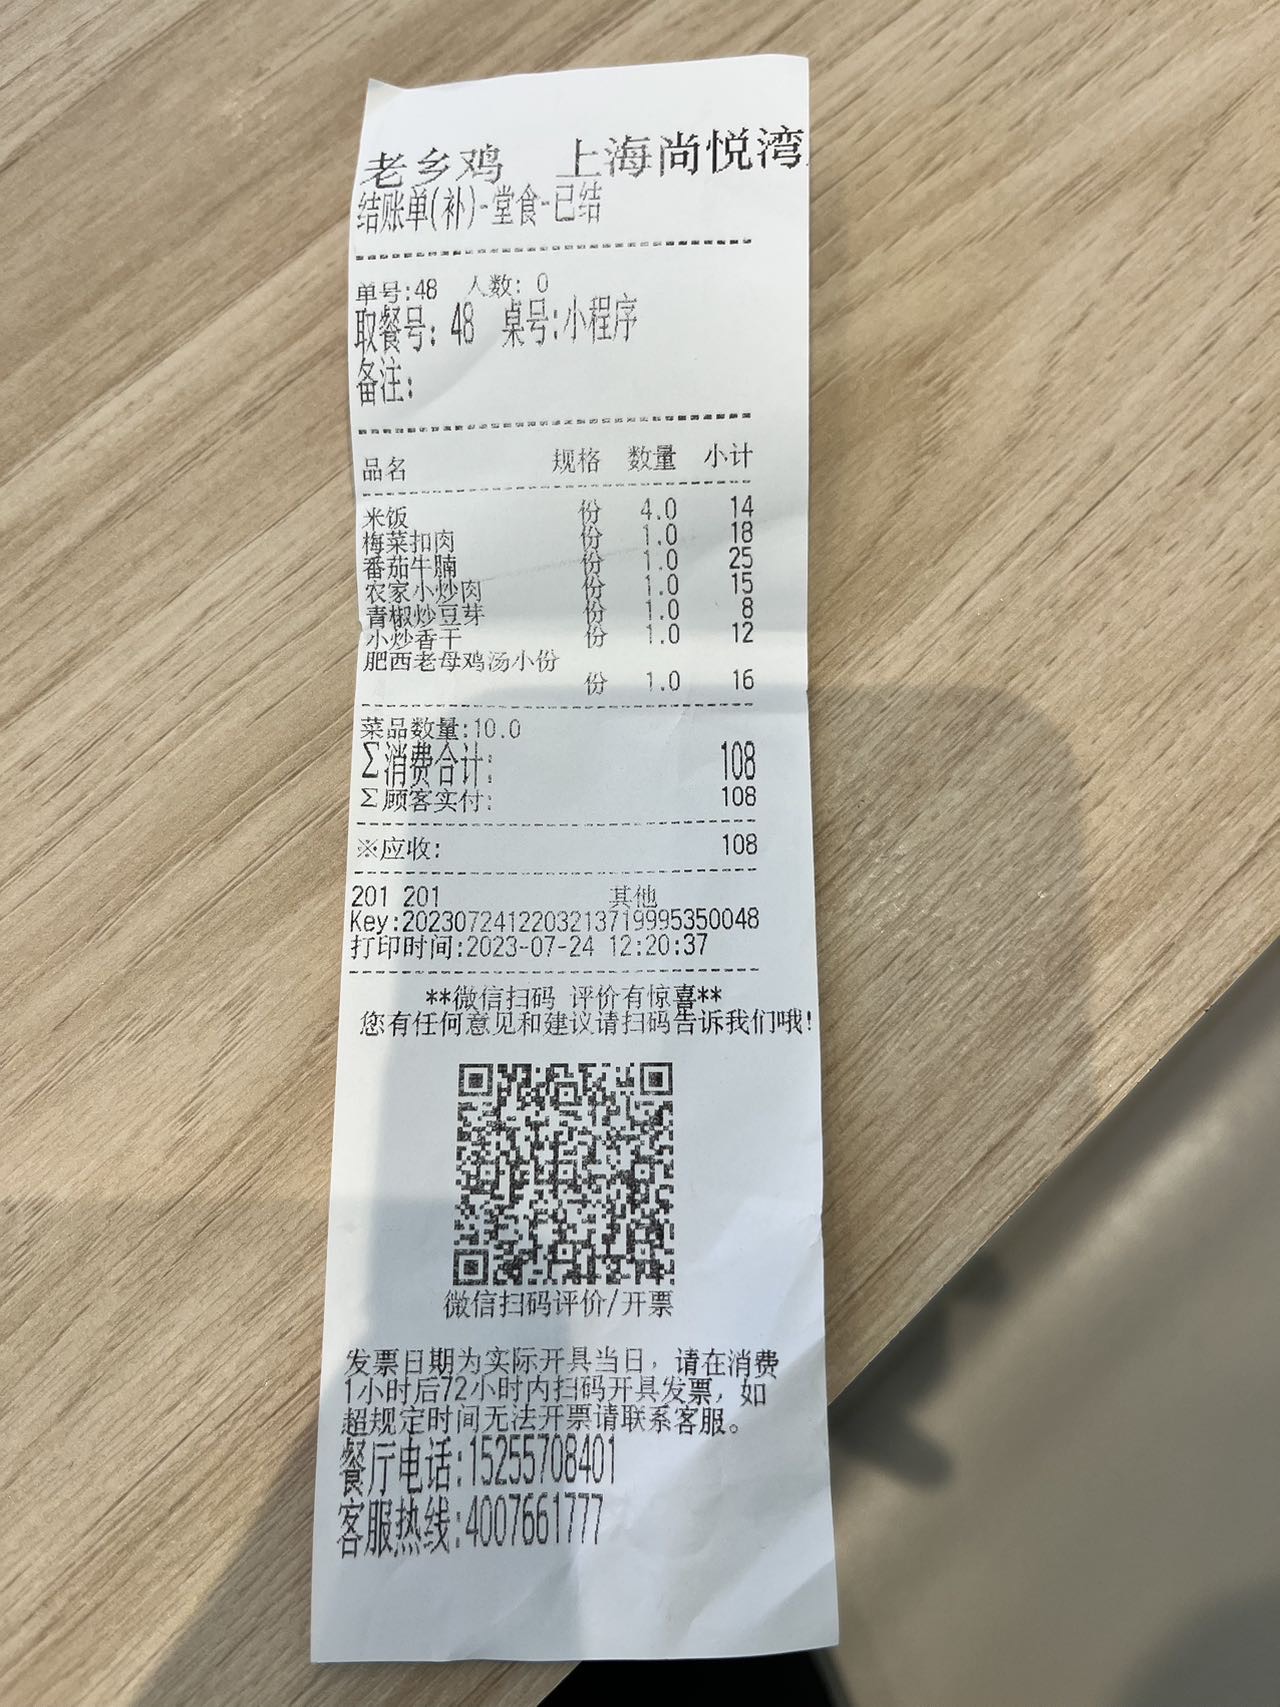 老乡鸡 上海尚悦湾
结账单(补)-堂食-已结
单号:48 人数: 0
取餐号: 48 桌号:小程序
备注:
品名 规格 数量 小计
米饭 份 4.0 14
梅菜扣肉 份 1.0 18
番茄牛腩 份 1.0 25
农家小炒肉 份 1.0 15
青椒炒豆芽 份 1.0 8
小炒香干 份 1.0 12
肥西老母鸡汤小份
份 1.0 16
菜品数量:10.0
Σ消费合计: 108
Σ顾客实付: 108
※应收: 108
201 201 其他
Key:2023072412203213719995350048
打印时间:2023-07-24 12:20:37
**微信扫码 评价有惊喜**
您有任何意见和建议请扫码告诉我们哦!
微信扫码评价/开票
发票日期为实际开具当日，请在消费
1小时后72小时内扫码开具发票，如
超规定时间无法开票请联系客服。
餐厅电话:15255708401
客服热线:4007661777